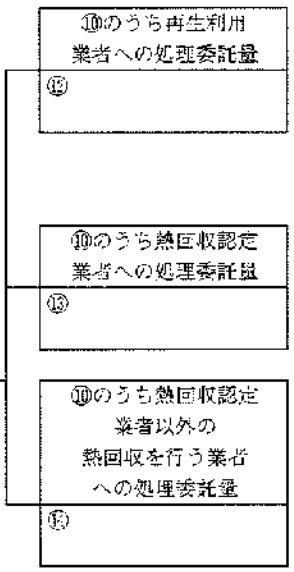 ⑩のうち再生利用
業者への処理委託量
⑫
⑩のうち熱回収認定
業者への処理委託量
⑬
⑩のうち熱回収認定
業者以外の
熱回収を行う業者
への処理委託量
⑭